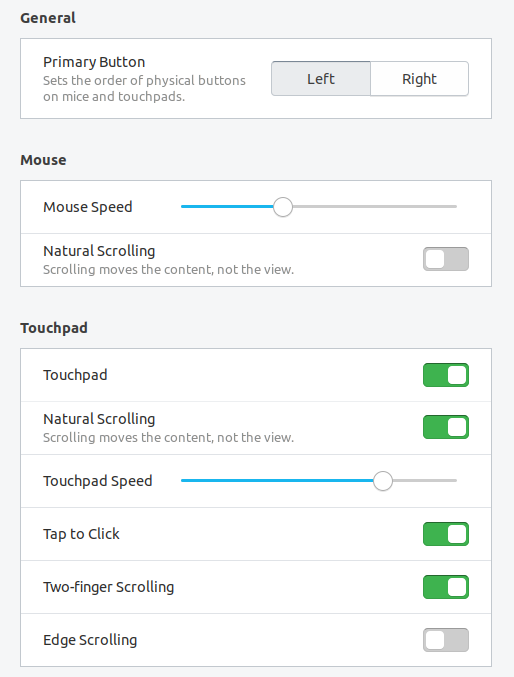 General
Primary Button
Sets the order of physical buttons
on mice and touchpads.
Left
Right
Mouse
Mouse Speed
Natural Scrolling
Scrolling moves the content, not the view.
Touchpad
Touchpad
Natural Scrolling
Scrolling moves the content, not the view.
Touchpad Speed
Tap to Click
Two-finger Scrolling
Edge Scrolling